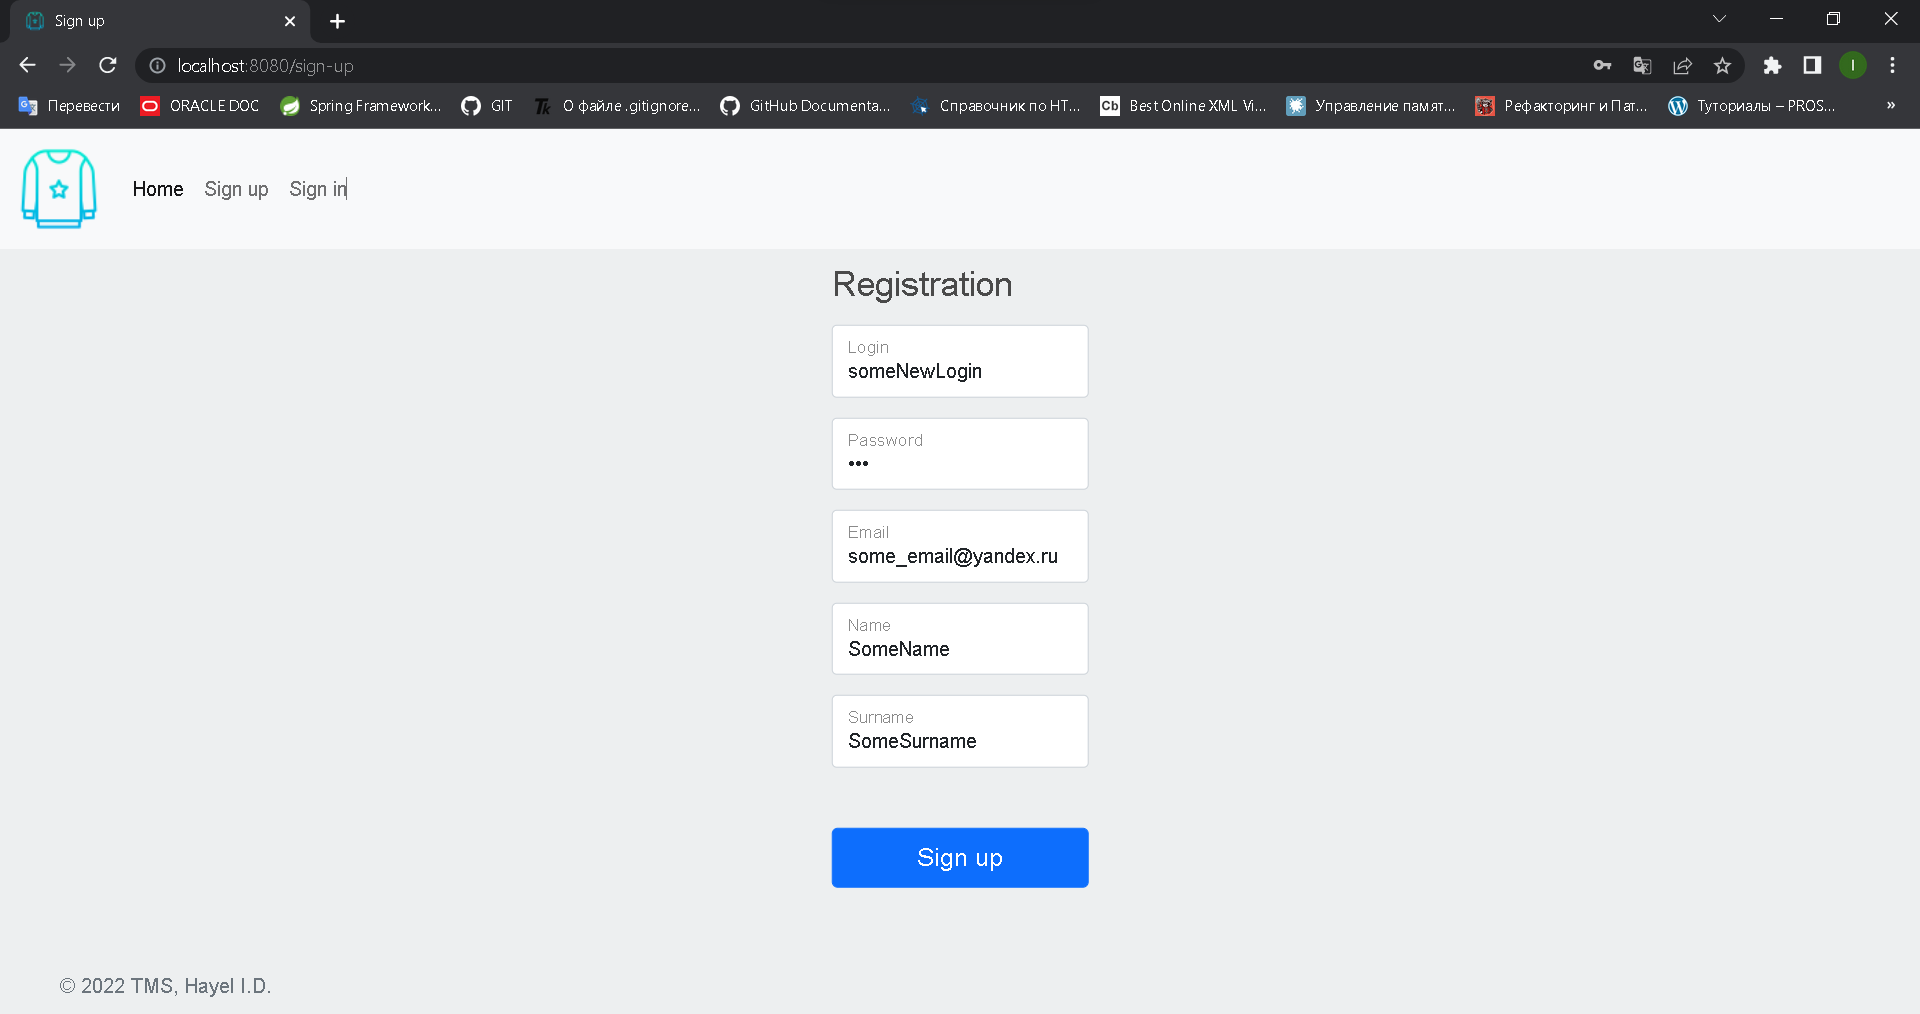 Sign up
localhost:8080/sign-up
I
Перевести ORACLE DOC Spring Framework... GIT Tk О файле .gitignore... GitHub Documenta... Справочник по HT... Cb Best Online XML Vi... Управление памят... Рефакторинг и Пат... Туториалы – PROS... »
Home Sign up Sign in
Registration
Login
someNewLogin
Password
•••
Email
some_email@yandex.ru
Name
SomeName
Surname
SomeSurname
Sign up
© 2022 TMS, Hayel I.D.